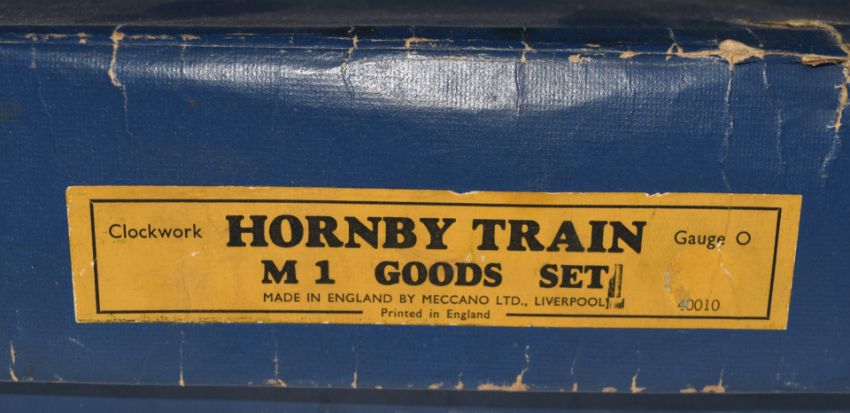 Clockwork HORNBY TRAIN Gauge O
M 1 GOODS SET
MADE IN ENGLAND BY MECCANO LTD., LIVERPOOL
Printed in England 40010